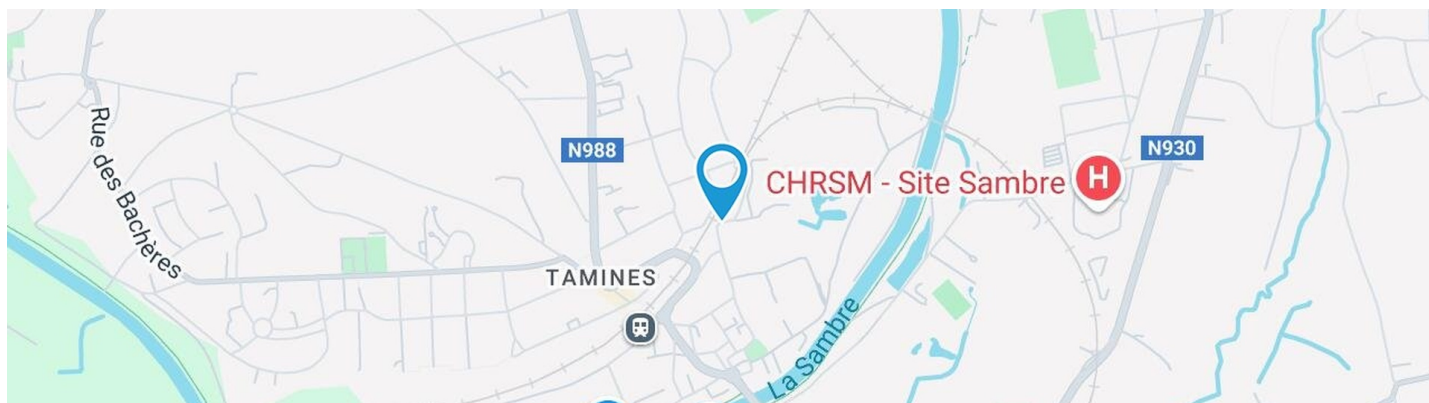 Rue des Bachères
N988
N930
CHRSM - Site Sambre
H
TAMINES
La Sambre